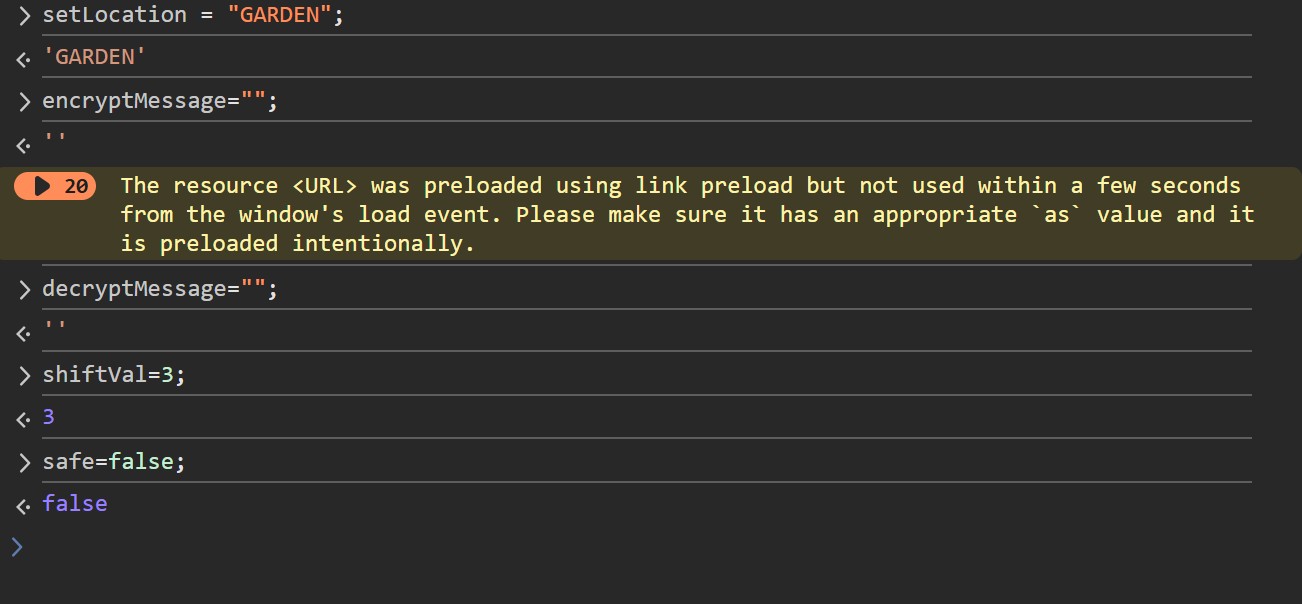 > setLocation = "GARDEN";
<· 'GARDEN'
> encryptMessage="";
<· ''
▶ 20 The resource <URL> was preloaded using link preload but not used within a few seconds
from the window's load event. Please make sure it has an appropriate `as` value and it
is preloaded intentionally.
> decryptMessage="";
<· ''
> shiftVal=3;
<· 3
> safe=false;
<· false
>